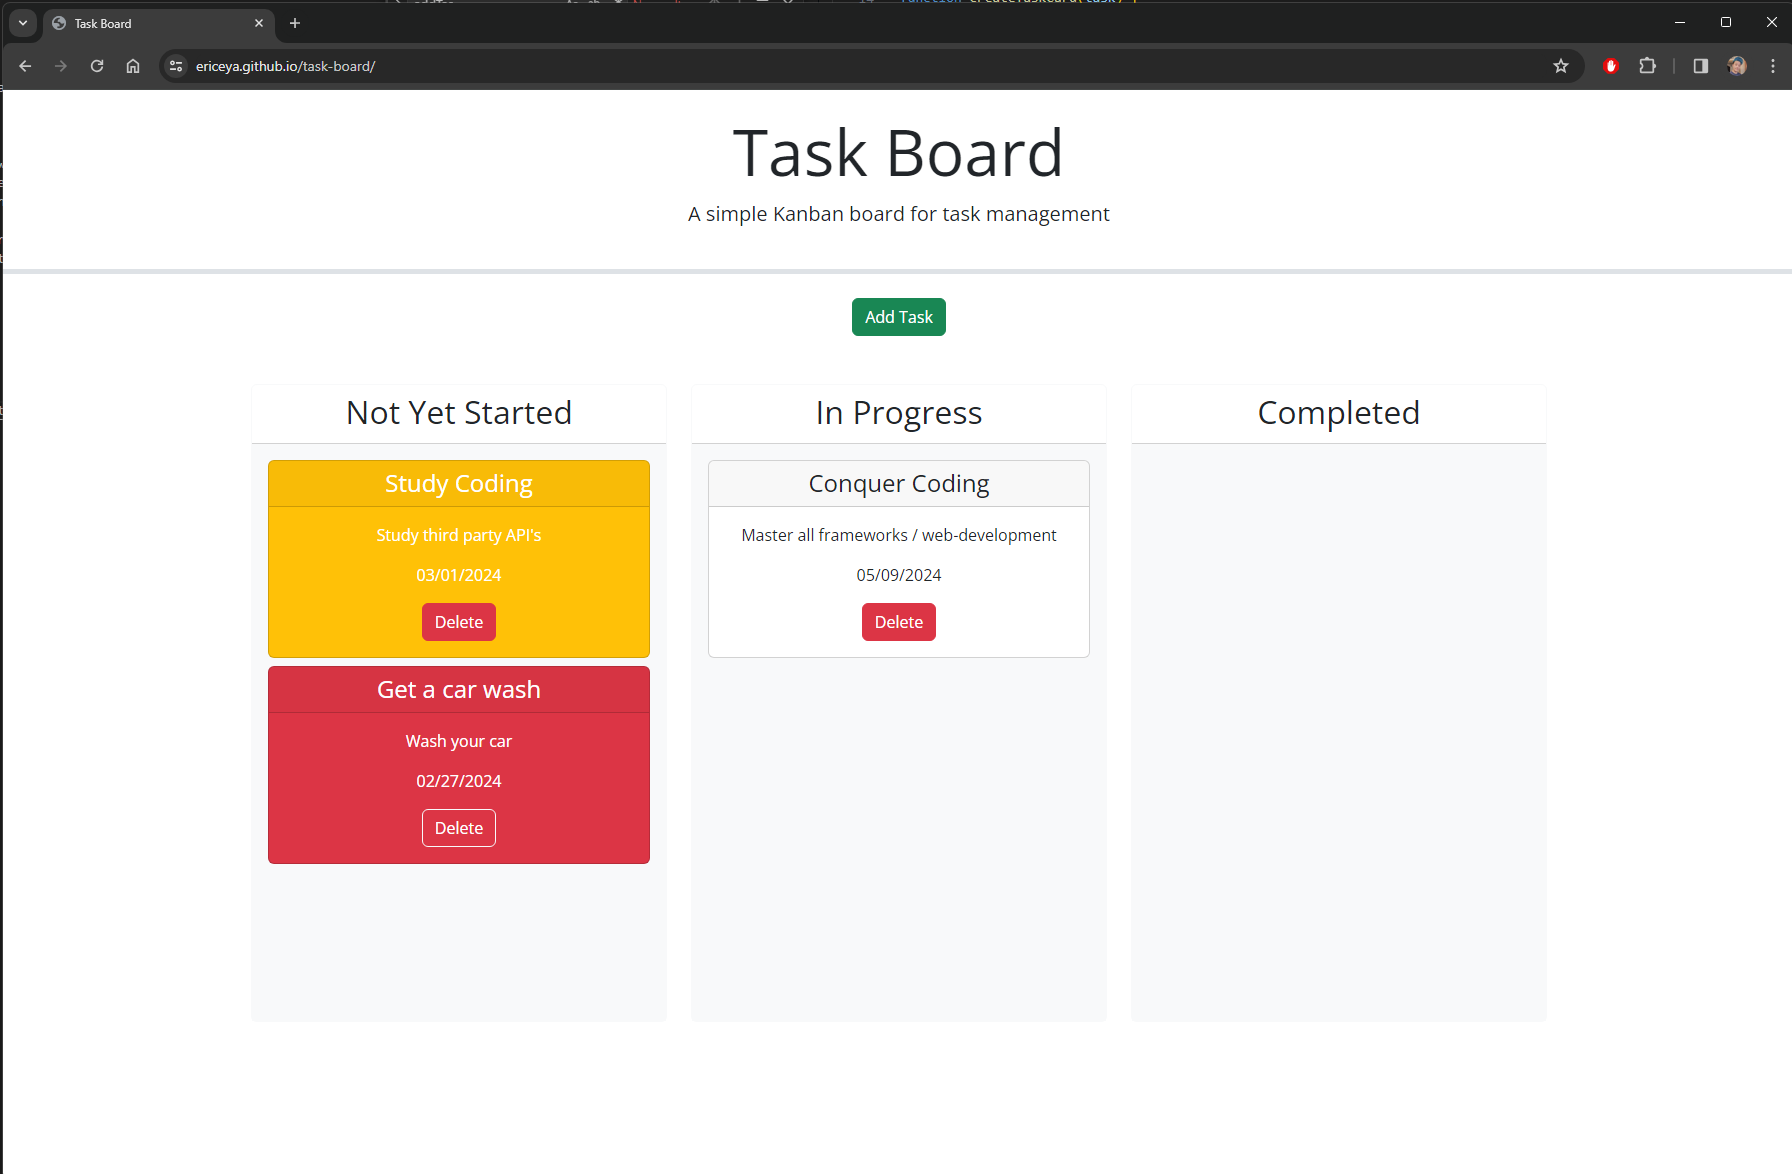 Task Board
ericeya.github.io/task-board/
Task Board
A simple Kanban board for task management
Add Task
Not Yet Started
Study Coding
Study third party API's
03/01/2024
Delete
Get a car wash
Wash your car
02/27/2024
Delete
In Progress
Conquer Coding
Master all frameworks / web-development
05/09/2024
Delete
Completed